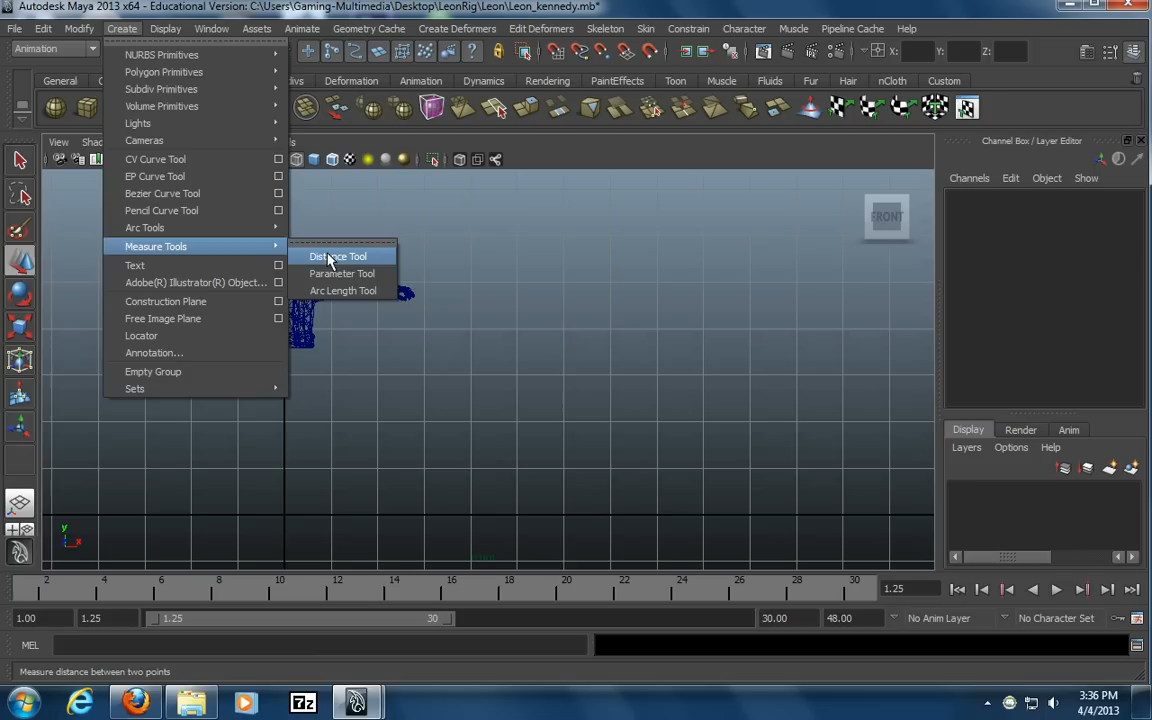 Autodesk Maya 2013 x64 - Educational Version: C:\Users\Gaming-Multimedia\Desktop\LeonRig\Leon\Leon_kennedy.mb*
File Edit Modify Create Display Window Assets Animate Geometry Cache Create Deformers Edit Deformers Skeleton Skin Constrain Character Muscle Pipeline Cache
Animation X: Y: Z:
General Deformation Animation Dynamics Rendering PaintEffects Toon Muscle Fluids Fur Hair nCloth Custom
View
Channel Box / Layer Editor
Channels Edit Object Show
NURBS Primitives
Polygon Primitives
Subdiv Primitives
Volume Primitives
Lights
Cameras
CV Curve Tool
EP Curve Tool
Bezier Curve Tool
Pencil Curve Tool
Arc Tools
Measure Tools
Text
Adobe(R) Illustrator(R) Object...
Construction Plane
Free Image Plane
Locator
Annotation...
Empty Group
Sets
Distance Tool
Parameter Tool
Arc Length Tool
FRONT
y
x
Display Render Anim
Layers Options Help
2 4 6 8 10 12 14 16 18 20 22 24 26 28 30
1.25
1.00 1.25 1.25 30 30.00 48.00 No Anim Layer No Character Set
MEL
Measure distance between two points
7z
3:36 PM
4/4/2013